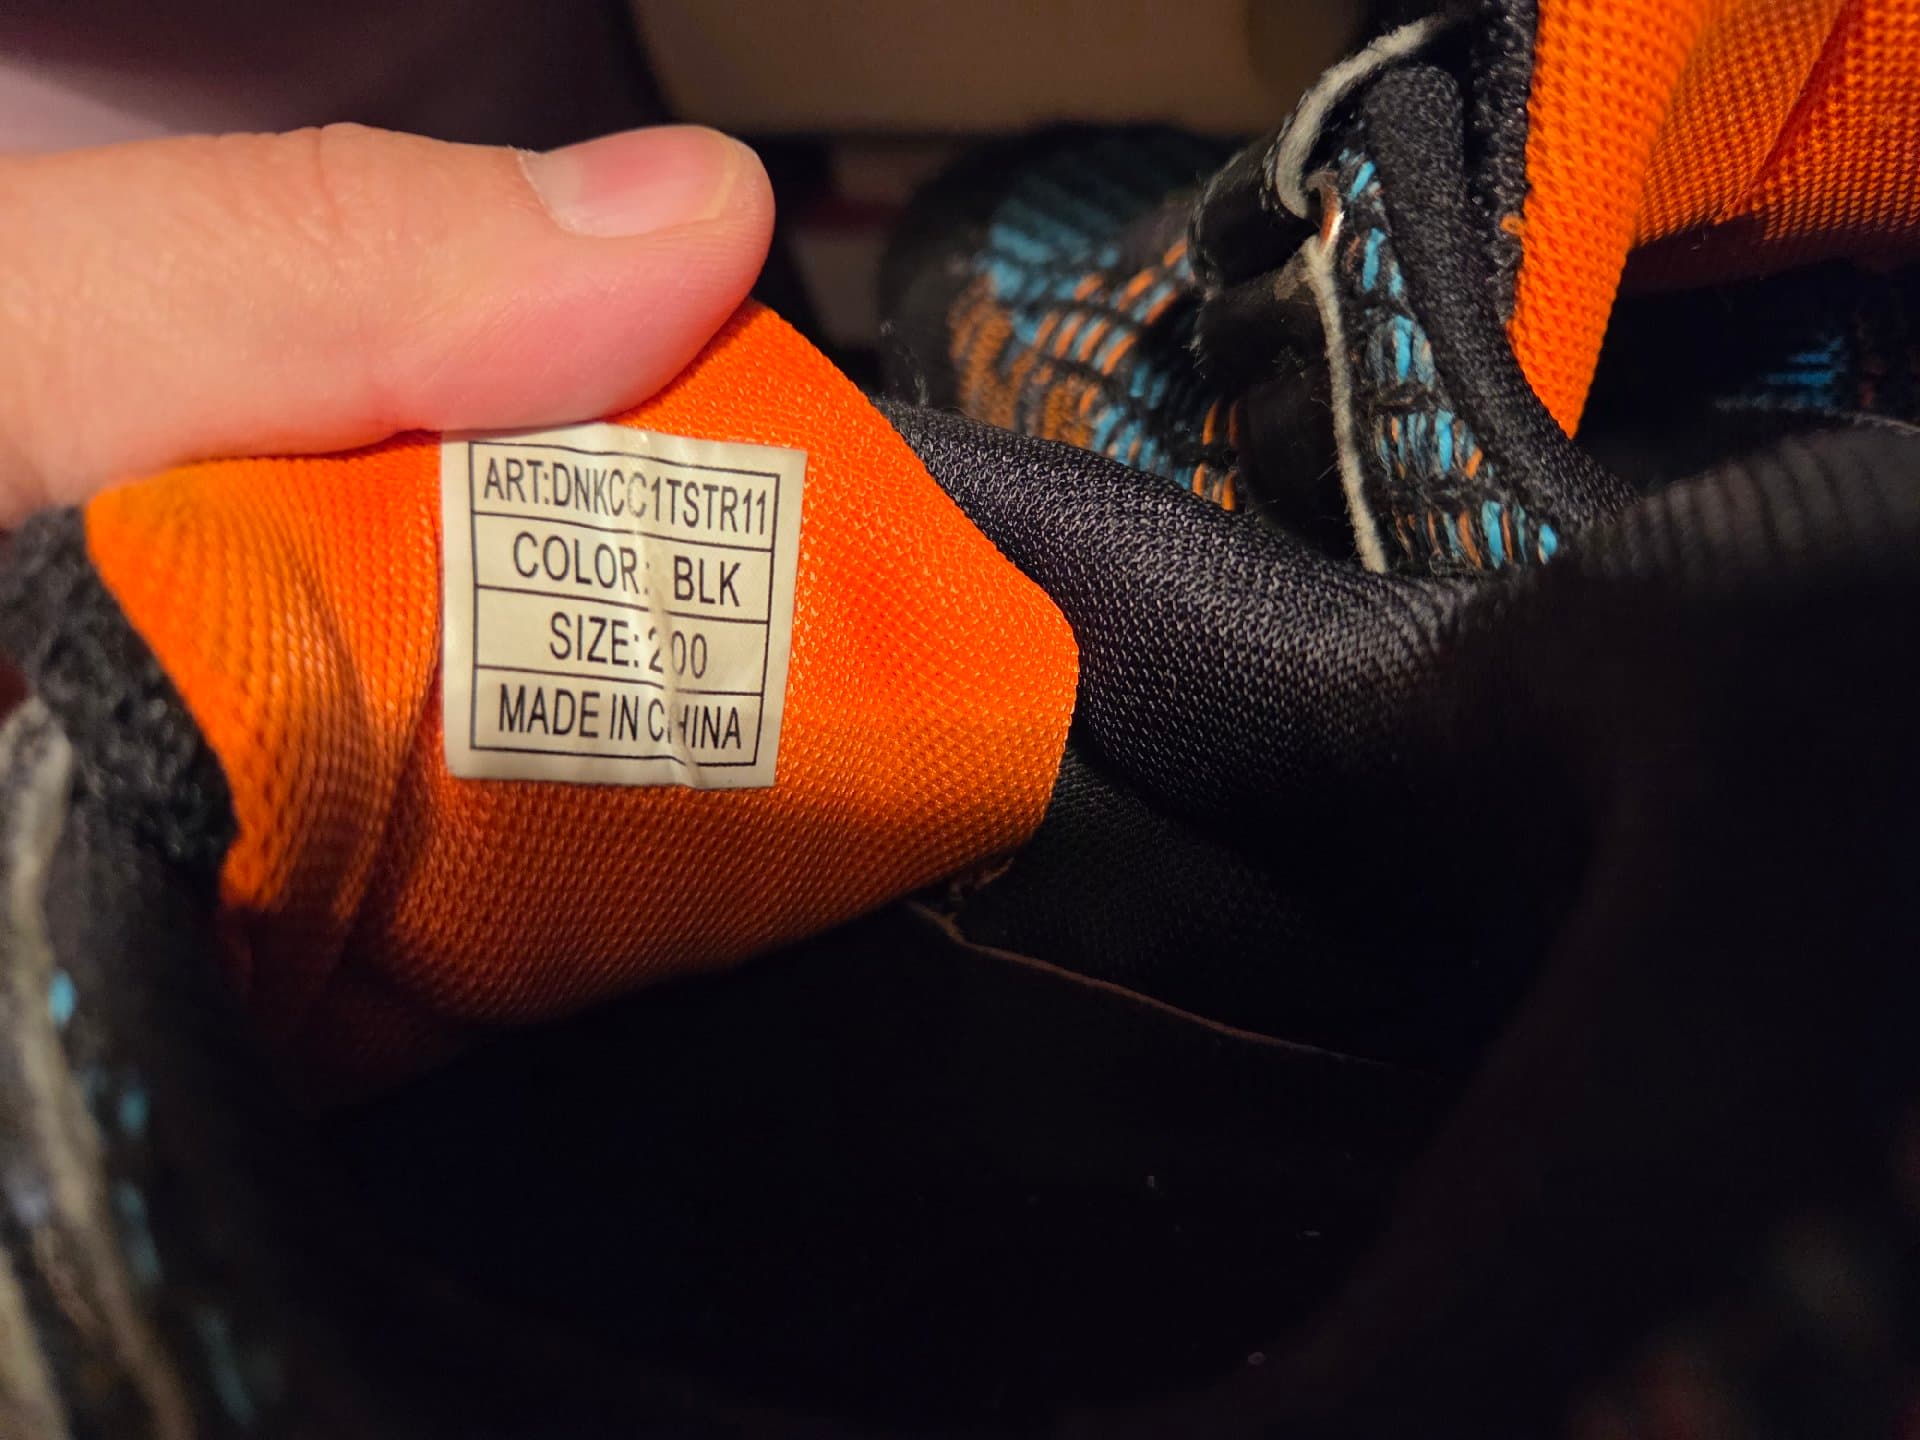 ART:DNKCC1TSTR11
COLOR: BLK
SIZE: 200
MADE IN CHINA